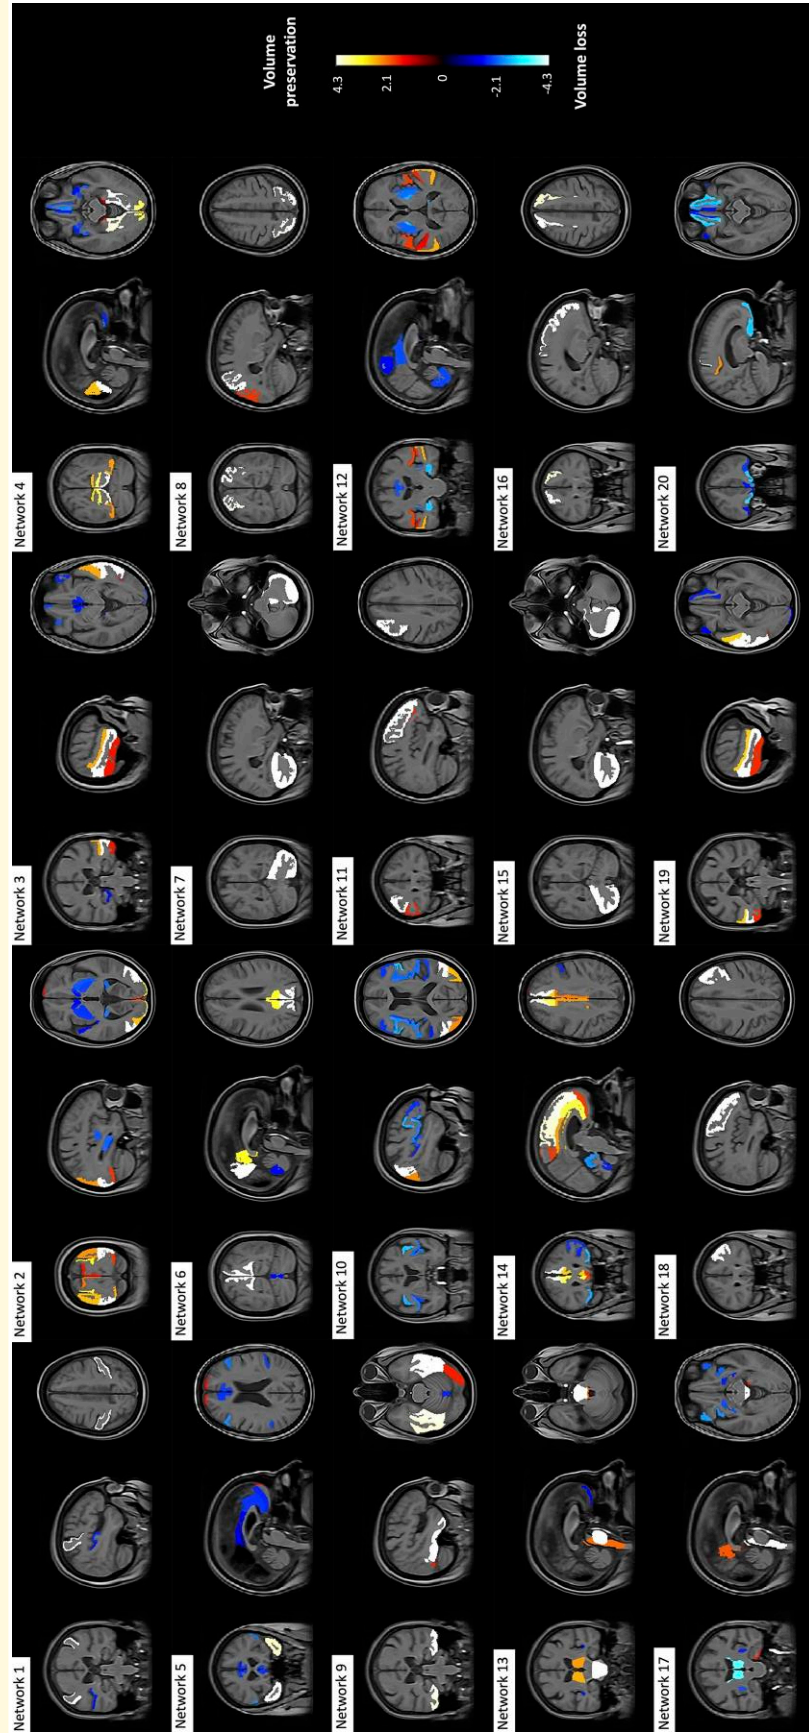 Network 1
Network 2
Network 3
Network 4
Network 5
Network 6
Network 7
Network 8
Network 9
Network 10
Network 11
Network 12
Network 13
Network 14
Network 15
Network 16
Network 17
Network 18
Network 19
Network 20
Volume
preservation
4.3
2.1
0
-2.1
-4.3
Volume loss